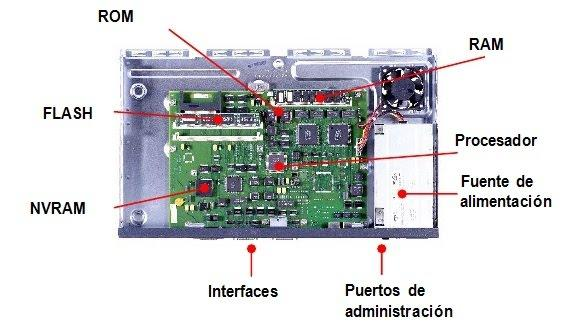 ROM
RAM
FLASH
Procesador
Fuente de
alimentación
NVRAM
Interfaces
Puertos de
administración